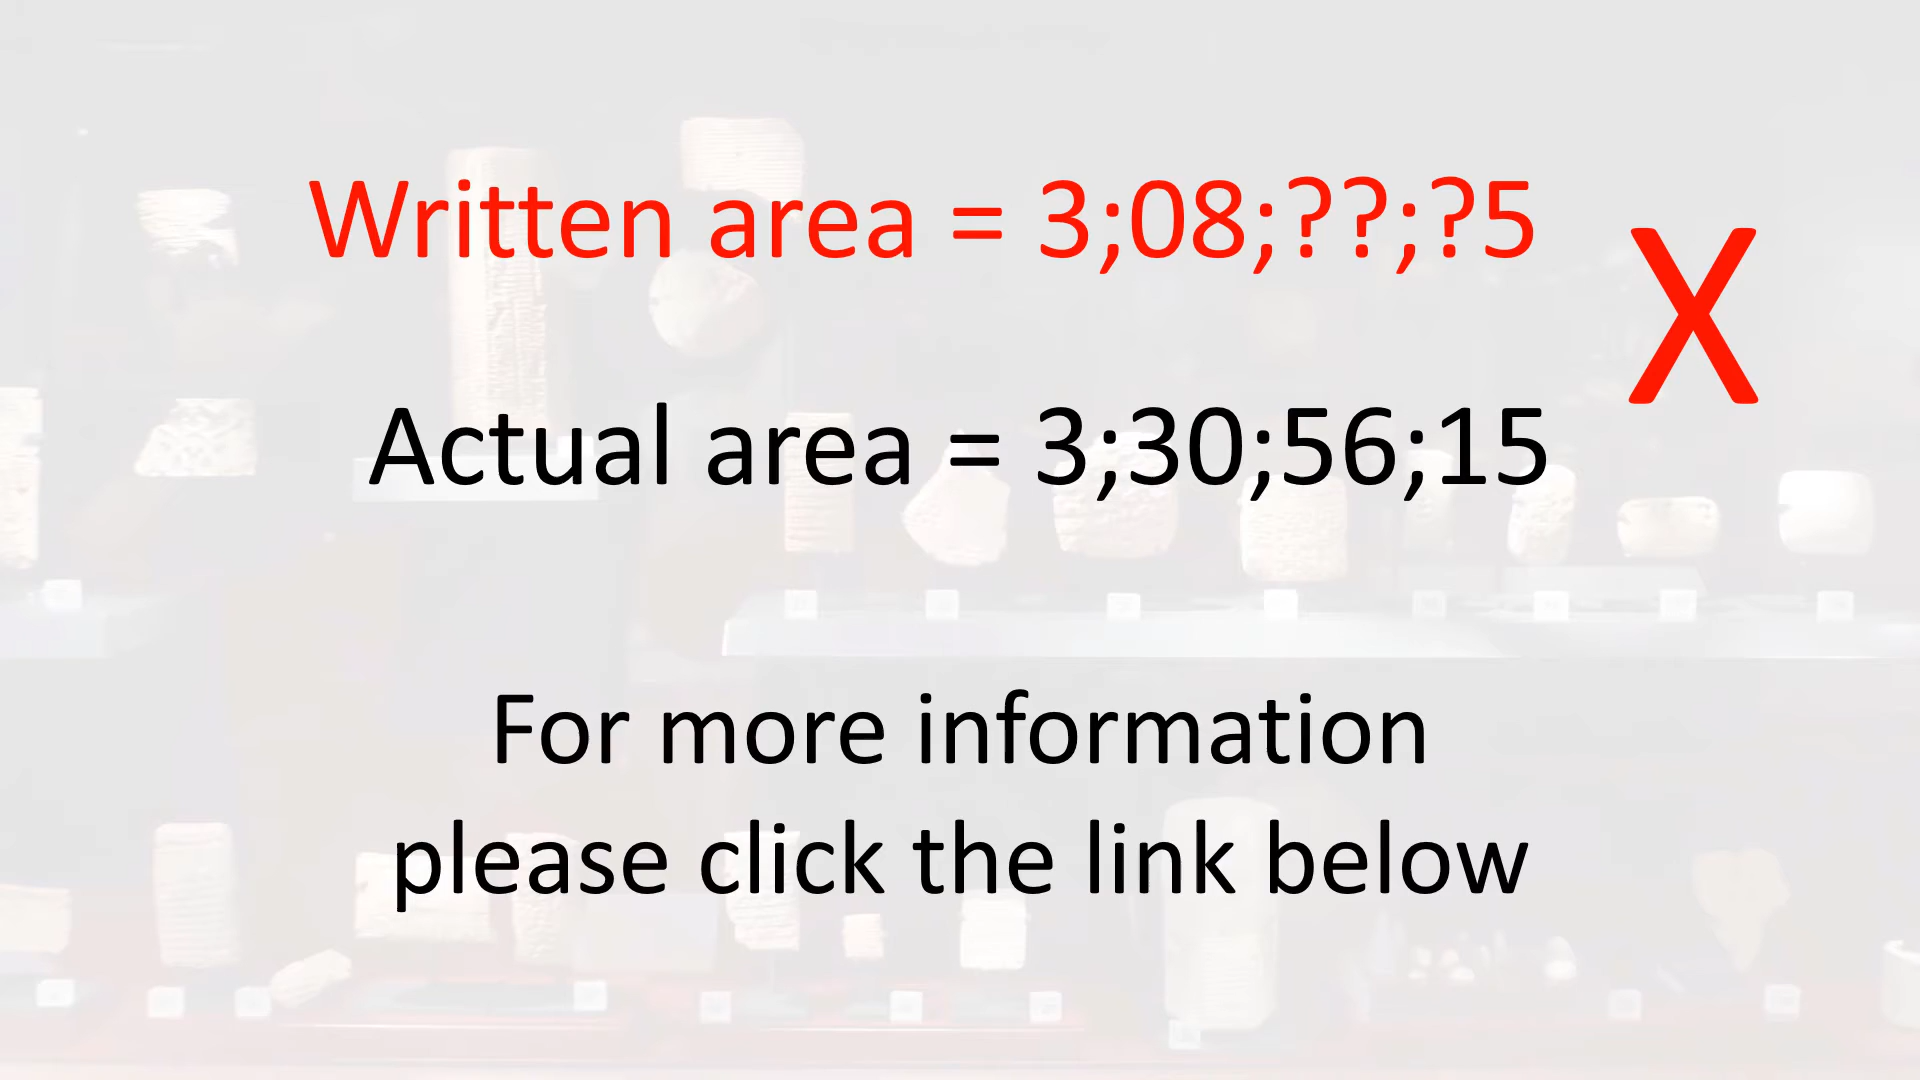 Written area = 3;08;??;?5
X
Actual area = 3;30;56;15
For more information
please click the link below